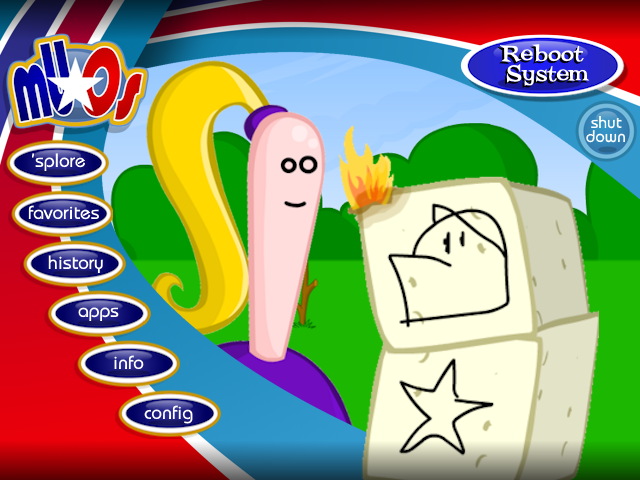 muOS
Reboot
System
shut
down
'splore
favorites
history
apps
info
config